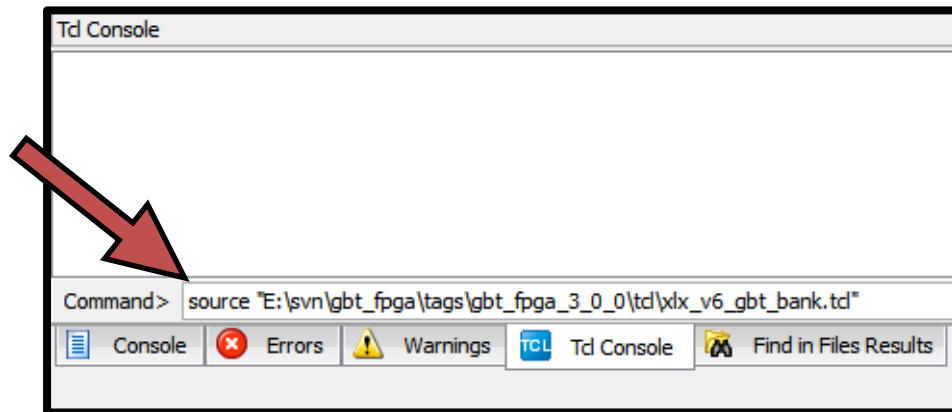 Tcl Console
Command> source "E:\svn\gbt_fpga\tags\gbt_fpga_3_0_0\tcl\xlx_v6_gbt_bank.tcl"
Console Errors Warnings TCL Tcl Console Find in Files Results